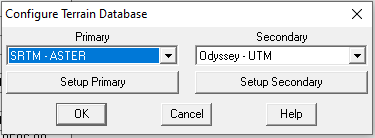 Configure Terrain Database
Primary
Secondary
SRTM - ASTER
Odyssey - UTM
Setup Primary
Setup Secondary
OK
Cancel
Help